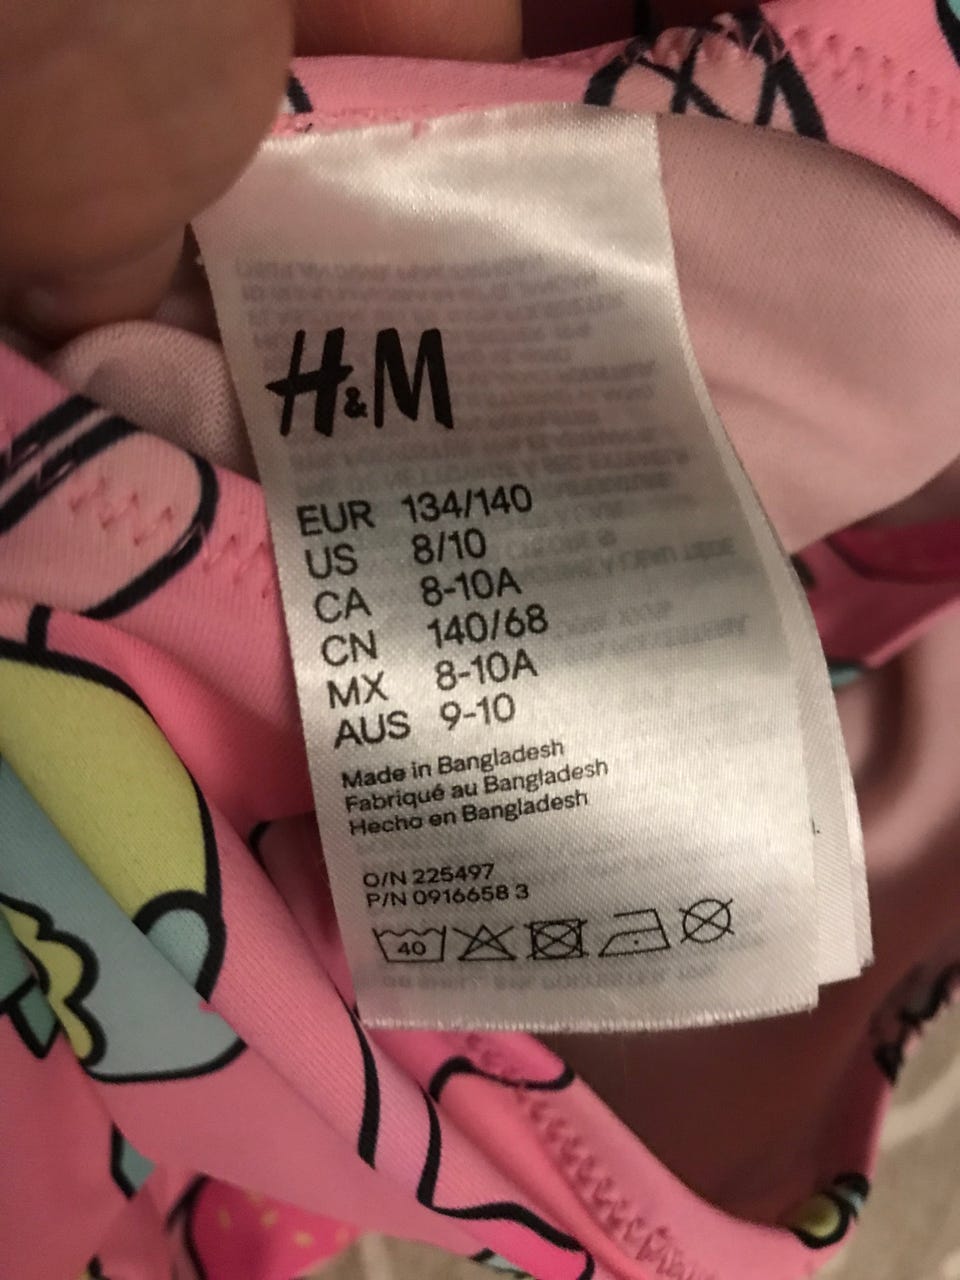 H&M
EUR 134/140
US 8/10
CA 8-10A
CN 140/68
MX 8-10A
AUS 9-10
Made in Bangladesh
Fabriqué au Bangladesh
Hecho en Bangladesh
O/N 225497
P/N 0916658 3
40